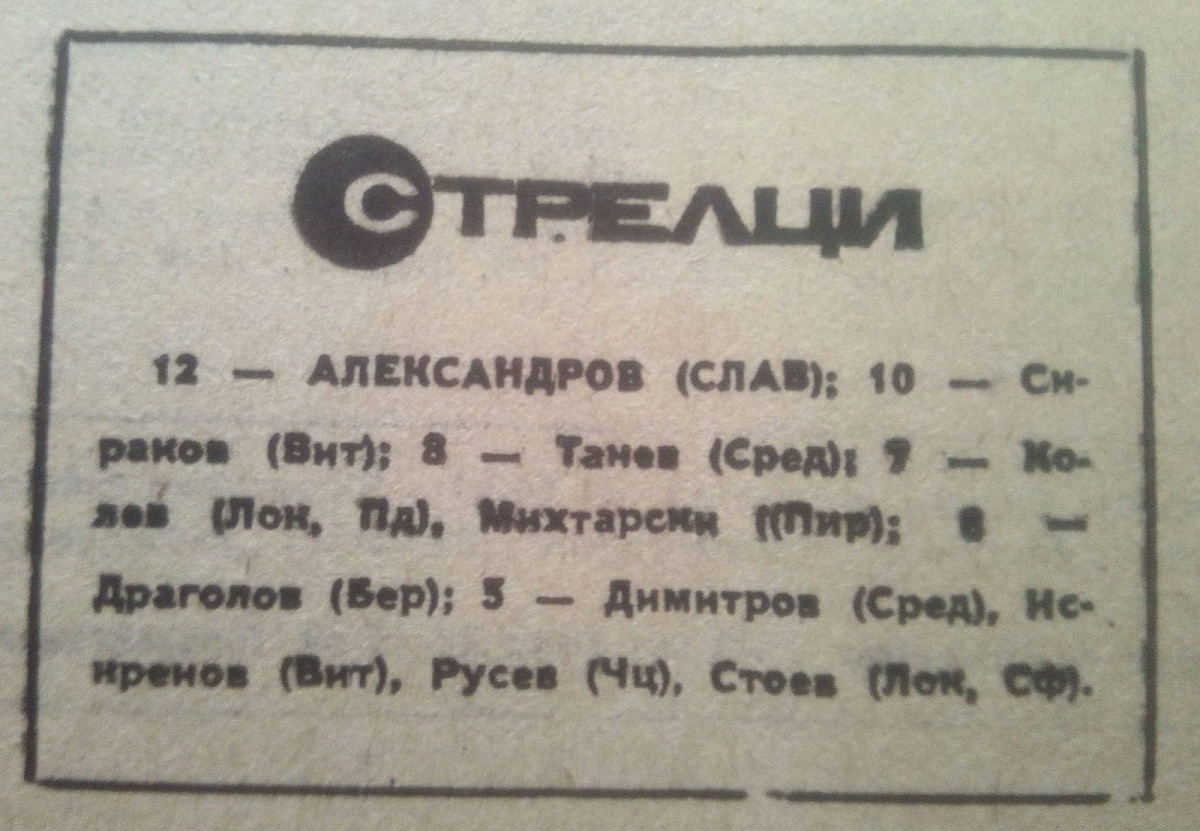 СТРЕЛЦИ
12 — АЛЕКСАНДРОВ (СЛАВ); 10 — Си-
раков (Вит); 8 — Танев (Сред); 7 — Ко-
лев (Лок, Пд), Михтарски ((Пир); 6 —
Драголов (Бер); 5 — Димитров (Сред), Ис-
кренов (Вит), Русев (Чц), Стоев (Лок, Сф).